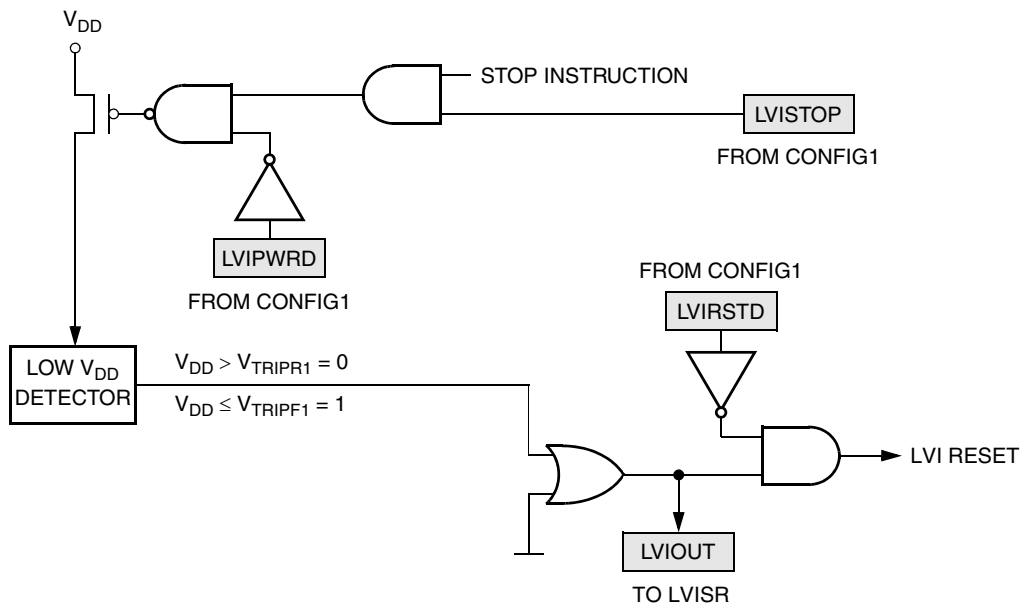 VDD
STOP INSTRUCTION
LVISTOP
FROM CONFIG1
LVIPWRD
FROM CONFIG1
FROM CONFIG1
LVIRSTD
LOW VDD
DETECTOR
VDD > VTRIPR1 = 0
VDD ≤ VTRIPF1 = 1
LVI RESET
LVIOUT
TO LVISR